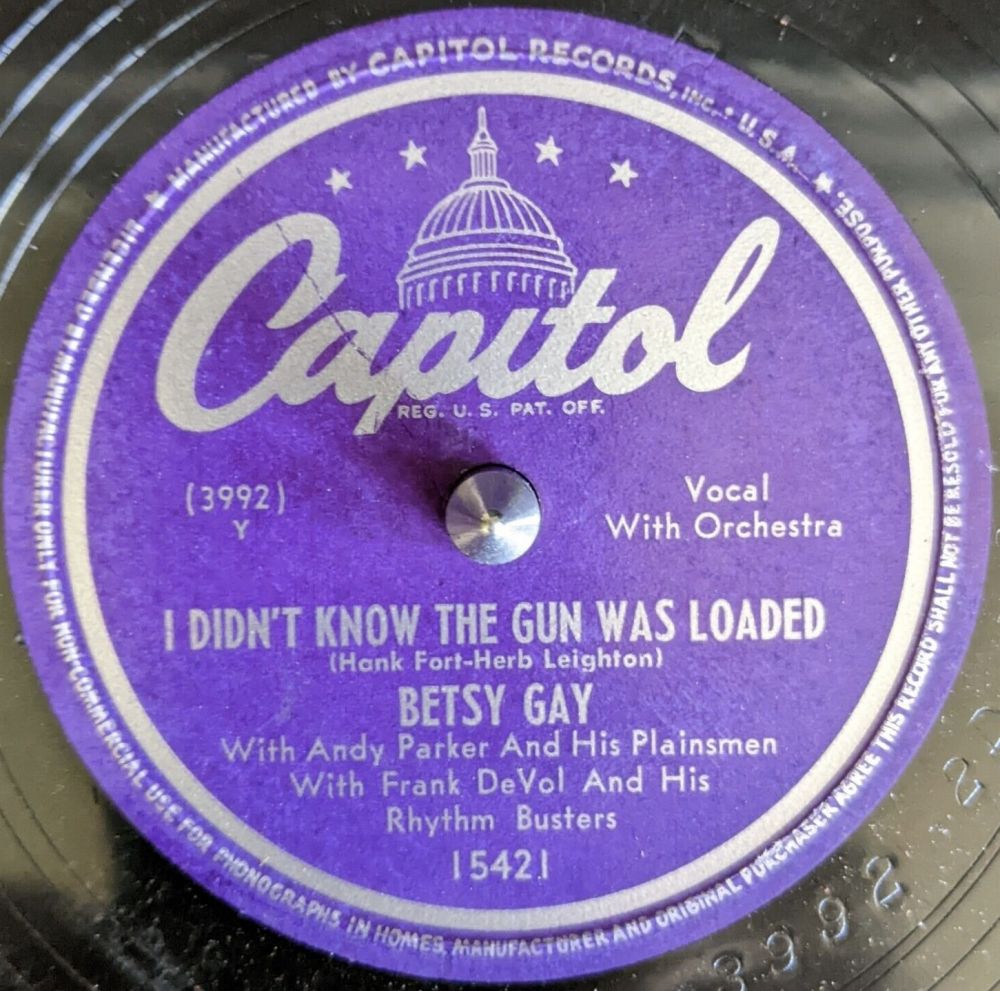 ★ MANUFACTURED BY CAPITOL RECORDS, INC. • U.S.A. ★
LICENSED BY MANUFACTURER ONLY FOR NON-COMMERCIAL USE FOR PHONOGRAPHS IN HOMES. MANUFACTURER AND ORIGINAL PURCHASER AGREE THIS RECORD SHALL NOT BE RESOLD FOR ANY OTHER PURPOSE.
Capitol
REG. U. S. PAT. OFF.
(3992)
Y
Vocal
With Orchestra
I DIDN'T KNOW THE GUN WAS LOADED
(Hank Fort-Herb Leighton)
BETSY GAY
With Andy Parker And His Plainsmen
With Frank DeVol And His
Rhythm Busters
15421